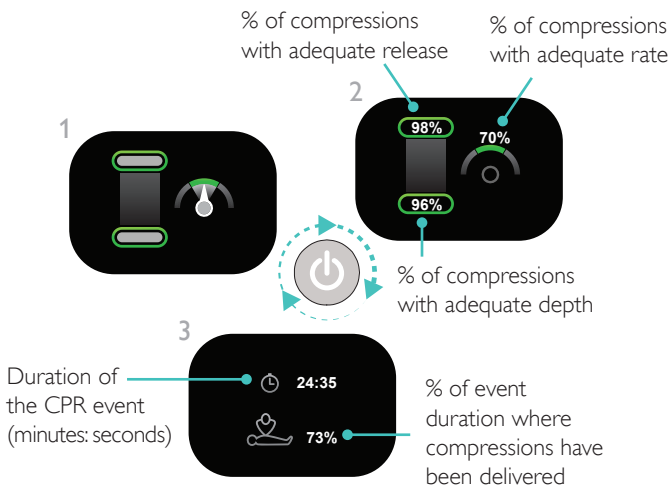 % of compressions
with adequate release
% of compressions
with adequate rate
1
2
98%
70%
96%
% of compressions
with adequate depth
3
Duration of
the CPR event
(minutes: seconds)
24:35
73%
% of event
duration where
compressions have
been delivered